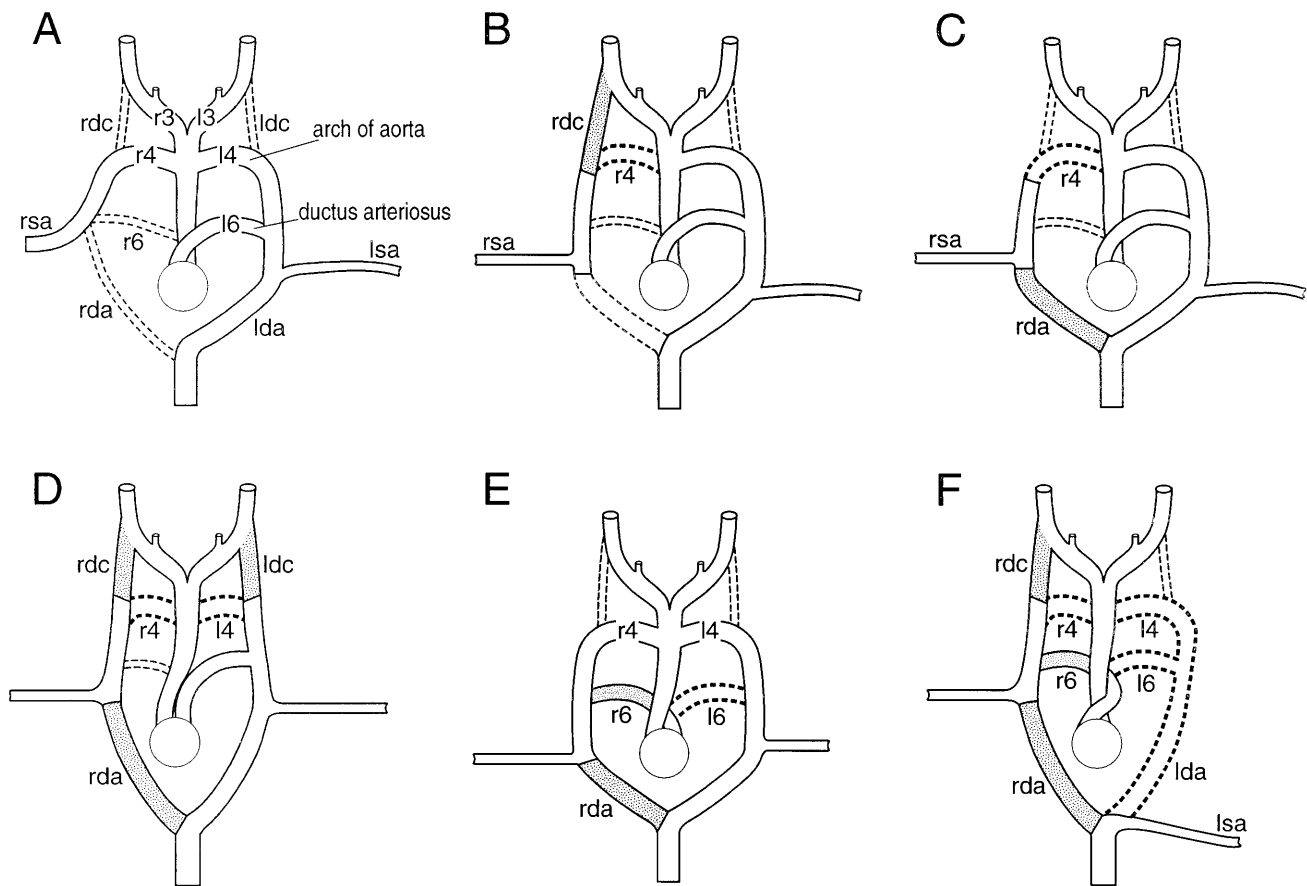 A
rdc
r3
l3
ldc
arch of aorta
r4
l4
rsa
ductus arteriosus
r6
l6
lsa
rda
lda
B
rdc
r4
rsa
C
r4
rsa
rda
D
rdc
ldc
r4
l4
rda
E
r4
l4
r6
l6
rda
F
rdc
r4
l4
r6
l6
rda
lda
lsa